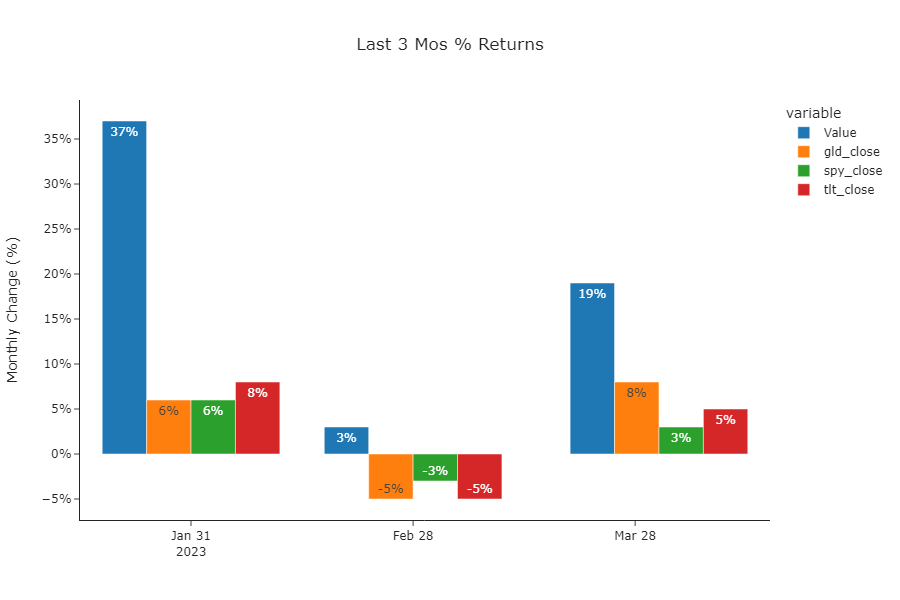 Last 3 Mos % Returns
variable
Value
gld_close
spy_close
tlt_close
Monthly Change (%)
35%
30%
25%
20%
15%
10%
5%
0%
−5%
37%
6%
6%
8%
3%
-5%
-3%
-5%
19%
8%
3%
5%
Jan 31
2023
Feb 28
Mar 28